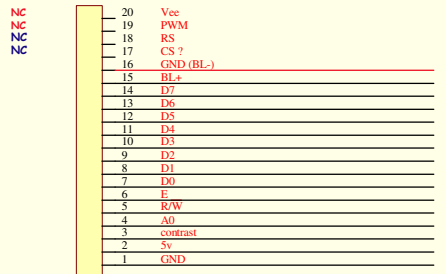 NC 20 Vee
NC 19 PWM
NC 18 RS
NC 17 CS ?
16 GND (BL-)
15 BL+
14 D7
13 D6
12 D5
11 D4
10 D3
9 D2
8 D1
7 D0
6 E
5 R/W
4 A0
3 contrast
2 5v
1 GND